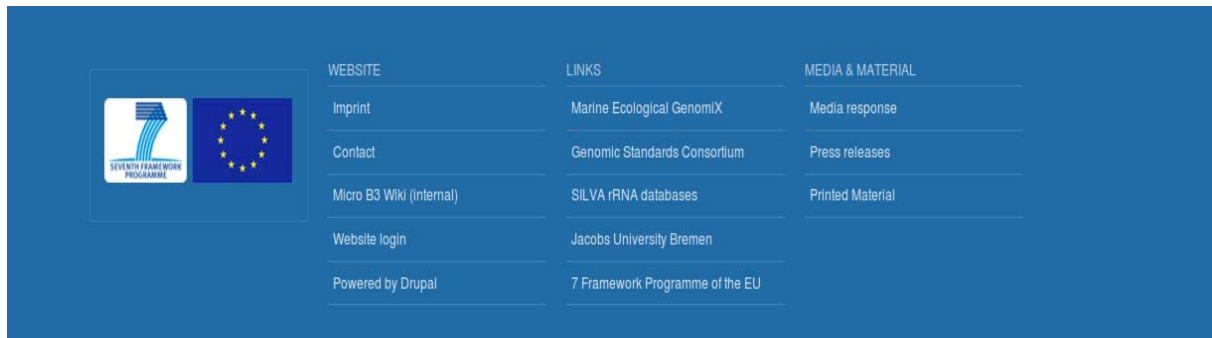 SEVENTH FRAMEWORK
PROGRAMME
WEBSITE
Imprint
Contact
Micro B3 Wiki (internal)
Website login
Powered by Drupal
LINKS
Marine Ecological GenomiX
Genomic Standards Consortium
SILVA rRNA databases
Jacobs University Bremen
7 Framework Programme of the EU
MEDIA & MATERIAL
Media response
Press releases
Printed Material